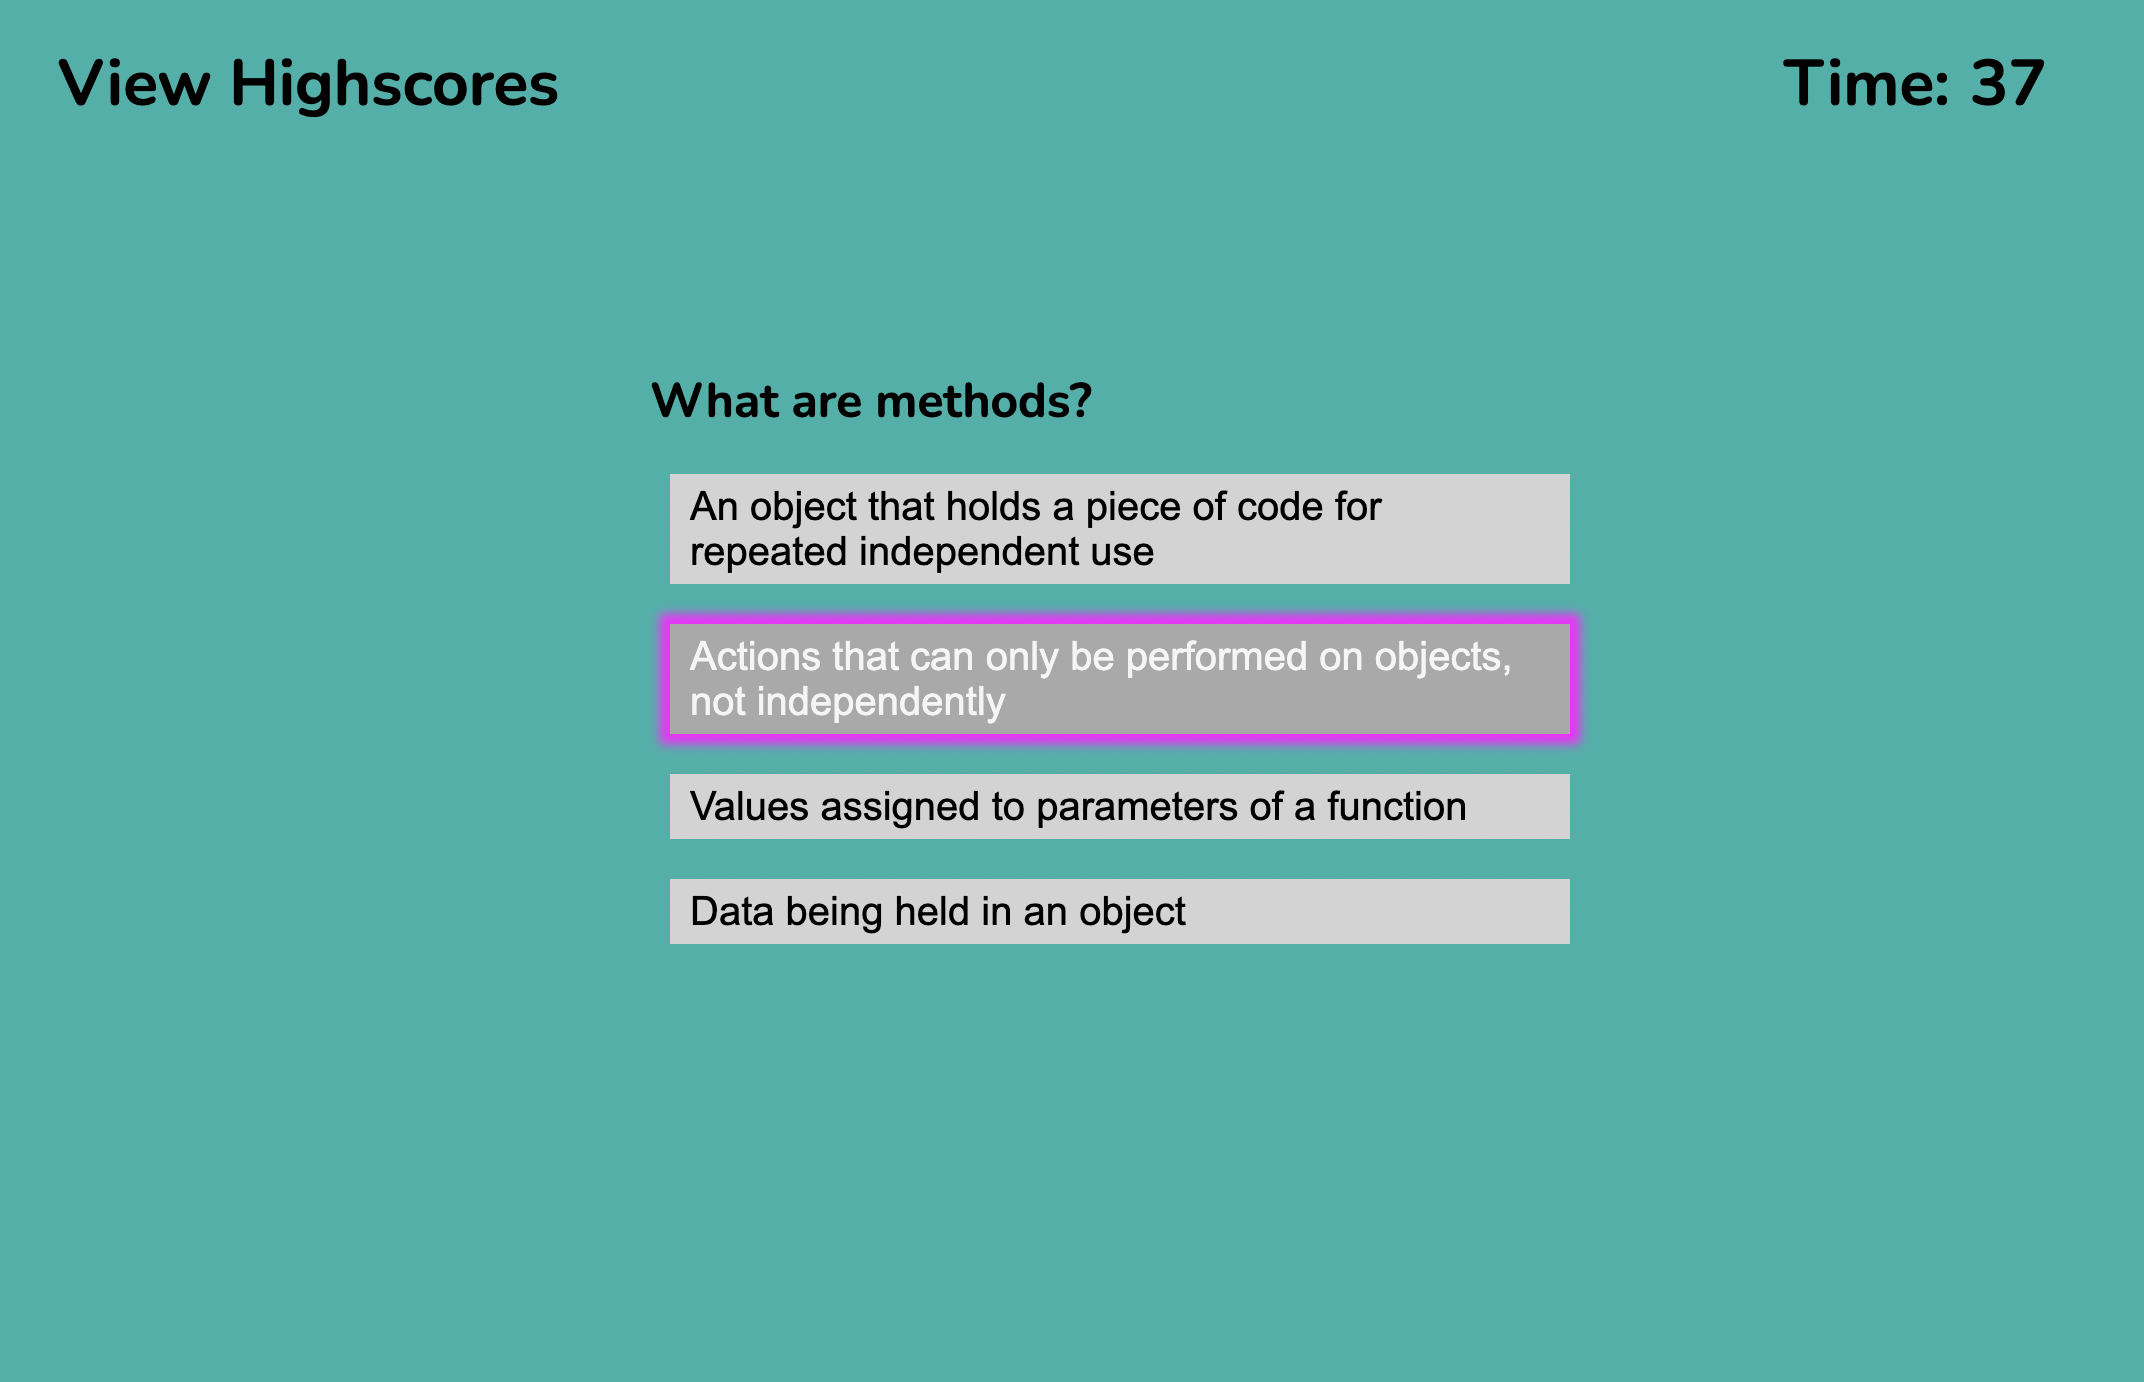 View Highscores
Time: 37
What are methods?
An object that holds a piece of code for
repeated independent use
Actions that can only be performed on objects,
not independently
Values assigned to parameters of a function
Data being held in an object